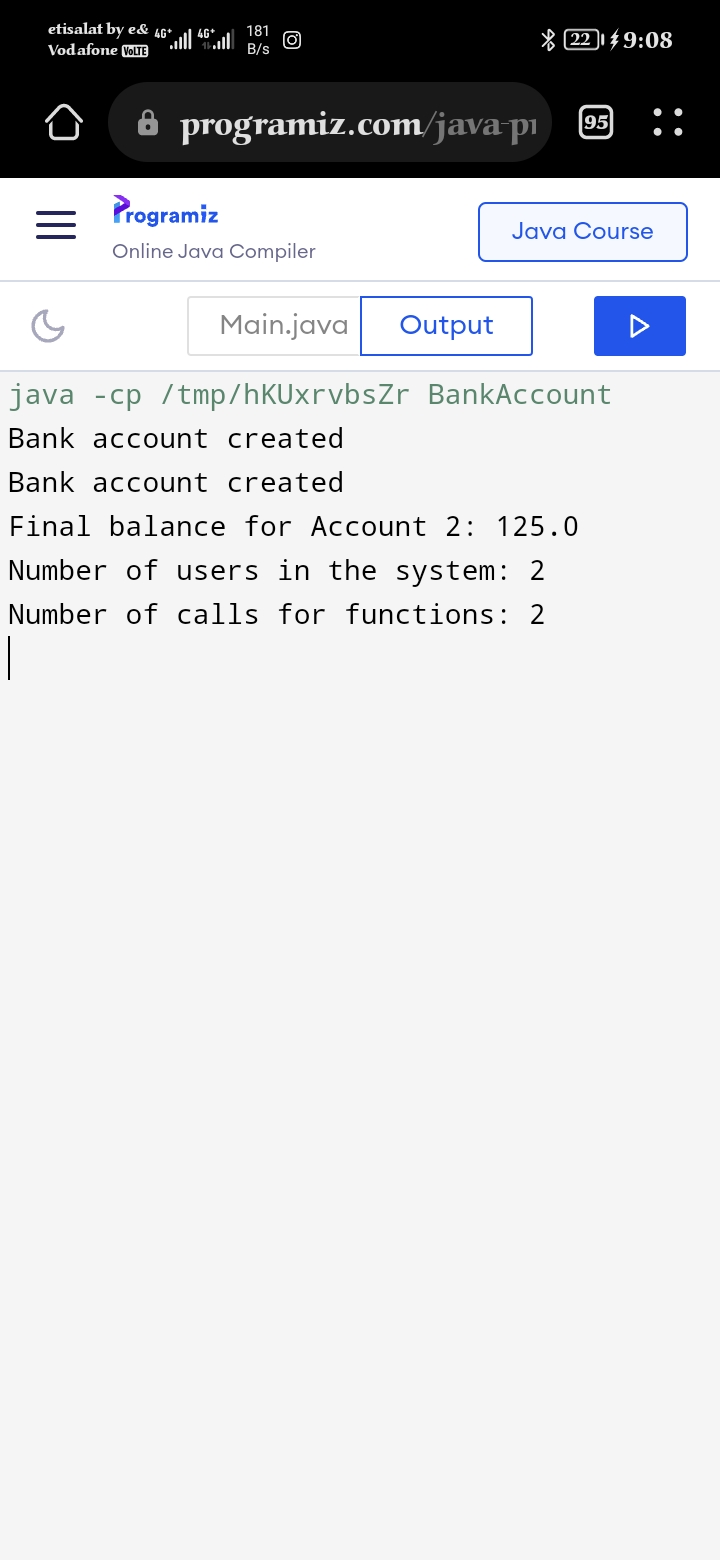 etisalat by e&
Vodafone VoLTE
4G+
4G+
181
B/s
22
9:08
programiz.com/java-pr
95
Programiz
Online Java Compiler
Java Course
Main.java
Output
java -cp /tmp/hKUxrvbsZr BankAccount
Bank account created
Bank account created
Final balance for Account 2: 125.0
Number of users in the system: 2
Number of calls for functions: 2